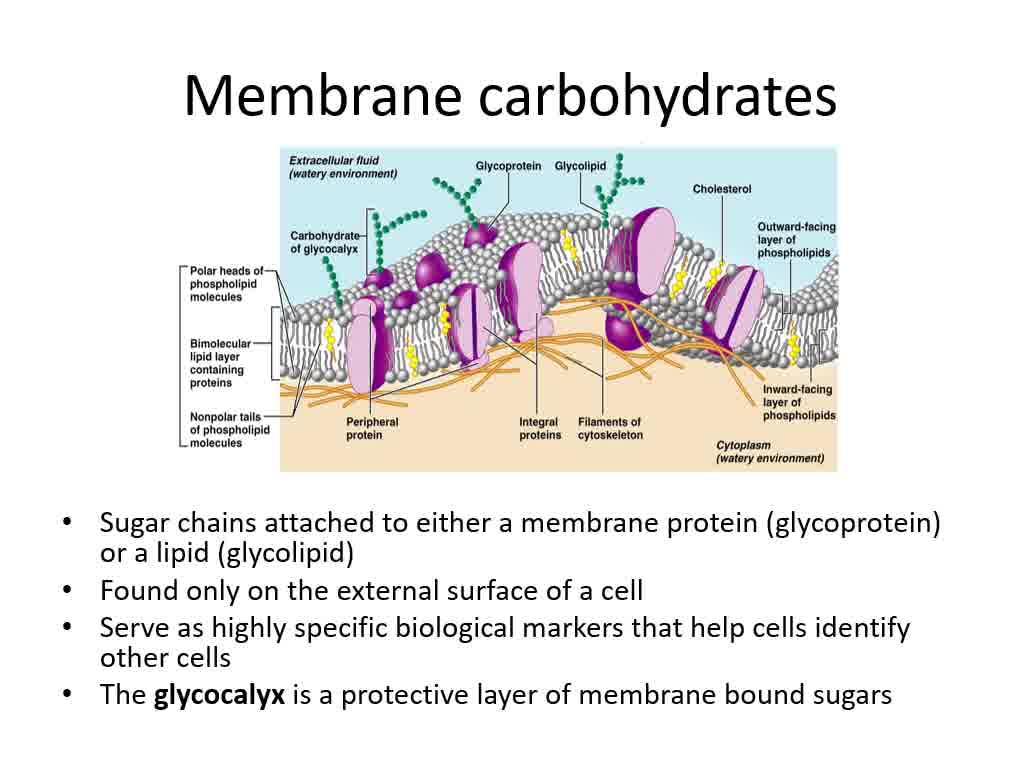 Membrane carbohydrates
Extracellular fluid
(watery environment)
Glycoprotein
Glycolipid
Cholesterol
Carbohydrate
of glycocalyx
Outward-facing
layer of
phospholipids
Polar heads of
phospholipid
molecules
Bimolecular
lipid layer
containing
proteins
Nonpolar tails
of phospholipid
molecules
Peripheral
protein
Integral
proteins
Filaments of
cytoskeleton
Inward-facing
layer of
phospholipids
Cytoplasm
(watery environment)
• Sugar chains attached to either a membrane protein (glycoprotein)
or a lipid (glycolipid)
• Found only on the external surface of a cell
• Serve as highly specific biological markers that help cells identify
other cells
• The glycocalyx is a protective layer of membrane bound sugars